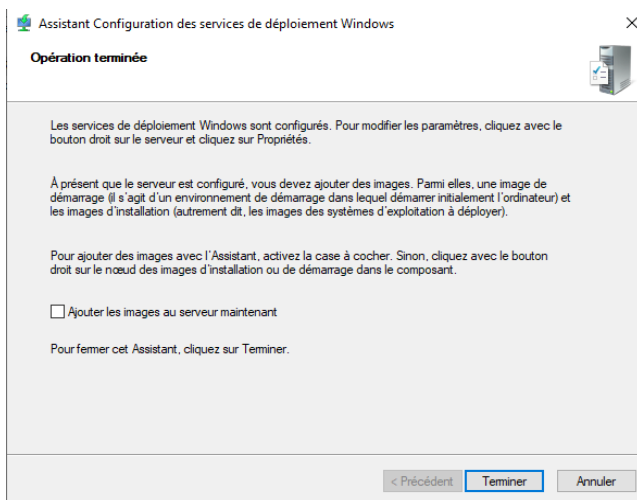 Assistant Configuration des services de déploiement Windows
Opération terminée
Les services de déploiement Windows sont configurés. Pour modifier les paramètres, cliquez avec le
bouton droit sur le serveur et cliquez sur Propriétés.
À présent que le serveur est configuré, vous devez ajouter des images. Parmi elles, une image de
démarrage (il s'agit d'un environnement de démarrage dans lequel démarrer initialement l'ordinateur) et
les images d'installation (autrement dit, les images des systèmes d'exploitation à déployer).
Pour ajouter des images avec l'Assistant, activez la case à cocher. Sinon, cliquez avec le bouton
droit sur le nœud des images d'installation ou de démarrage dans le composant.
Ajouter les images au serveur maintenant
Pour fermer cet Assistant, cliquez sur Terminer.
< Précédent Terminer Annuler